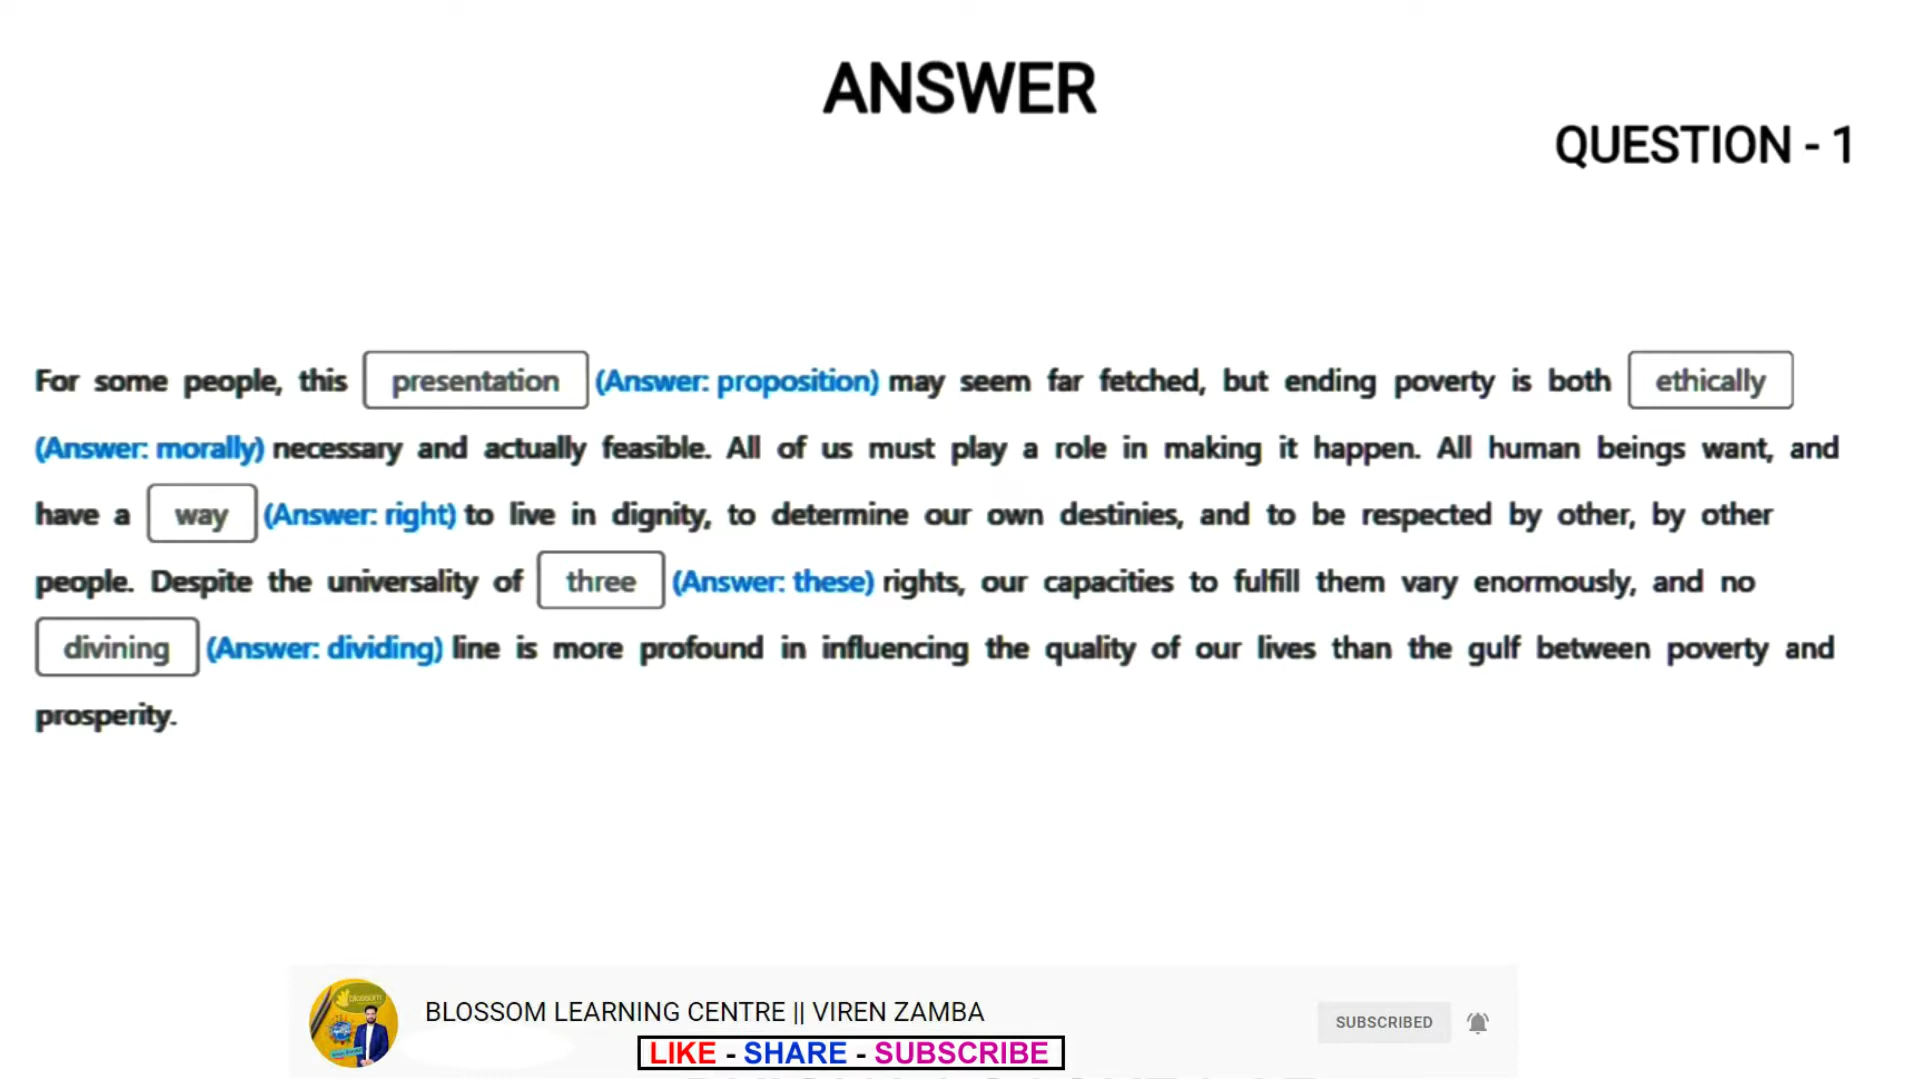 ANSWER
QUESTION - 1
For some people, this presentation (Answer: proposition) may seem far fetched, but ending poverty is both ethically
(Answer: morally) necessary and actually feasible. All of us must play a role in making it happen. All human beings want, and
have a way (Answer: right) to live in dignity, to determine our own destinies, and to be respected by other, by other
people. Despite the universality of three (Answer: these) rights, our capacities to fulfill them vary enormously, and no
divining (Answer: dividing) line is more profound in influencing the quality of our lives than the gulf between poverty and
prosperity.
blossom
BLOSSOM LEARNING CENTRE || VIREN ZAMBA
SUBSCRIBED
LIKE - SHARE - SUBSCRIBE